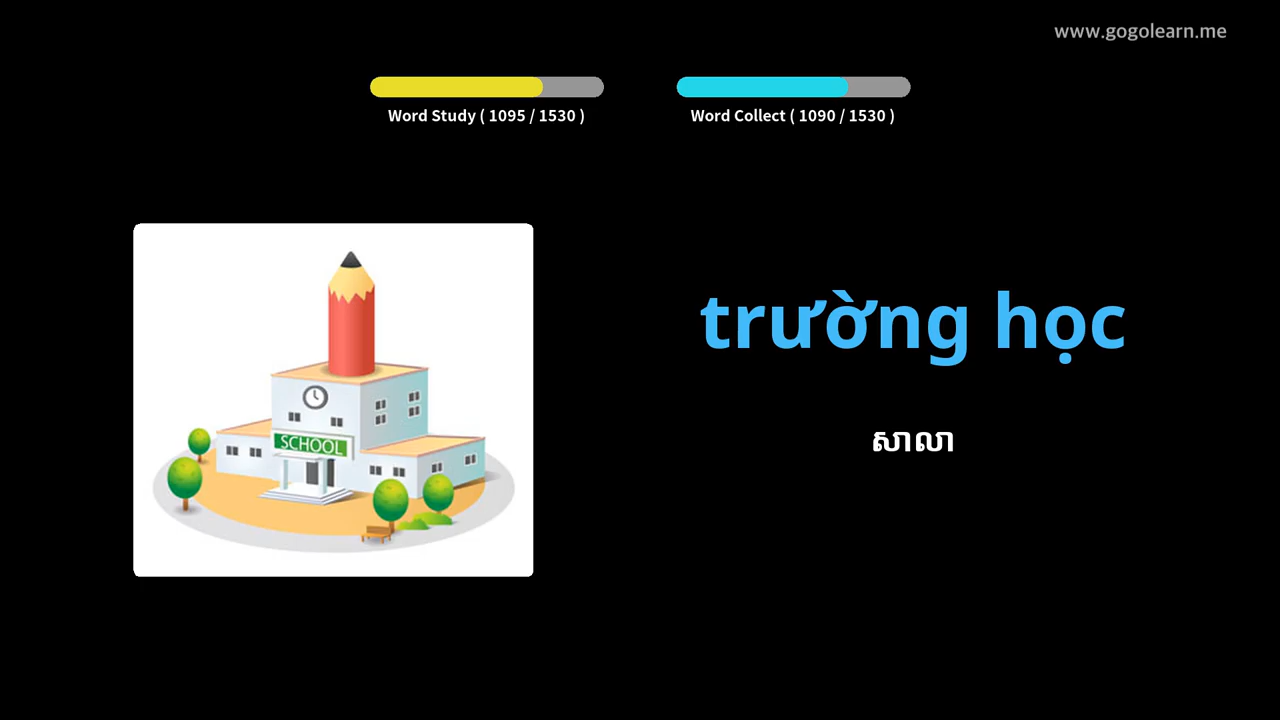 www.gogolearn.me
Word Study ( 1095 / 1530 )
Word Collect ( 1090 / 1530 )
trường học
សាលា
SCHOOL